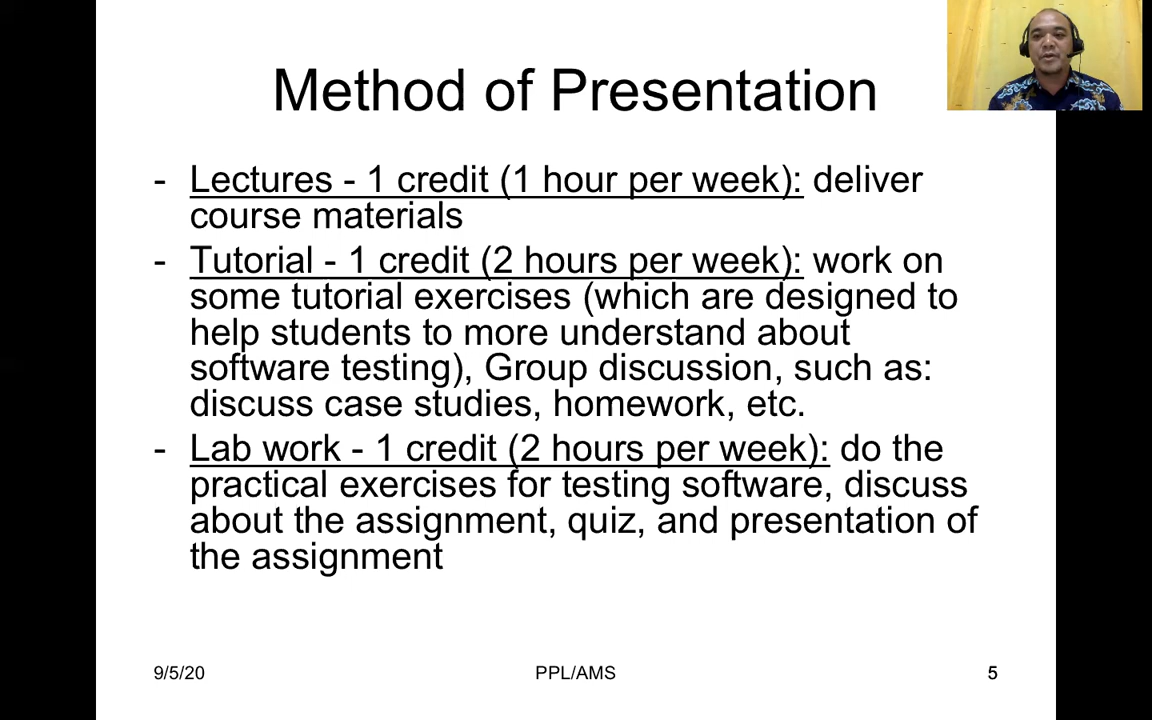 Method of Presentation
- Lectures - 1 credit (1 hour per week): deliver
course materials
- Tutorial - 1 credit (2 hours per week): work on
some tutorial exercises (which are designed to
help students to more understand about
software testing), Group discussion, such as:
discuss case studies, homework, etc.
- Lab work - 1 credit (2 hours per week): do the
practical exercises for testing software, discuss
about the assignment, quiz, and presentation of
the assignment
9/5/20 PPL/AMS 5